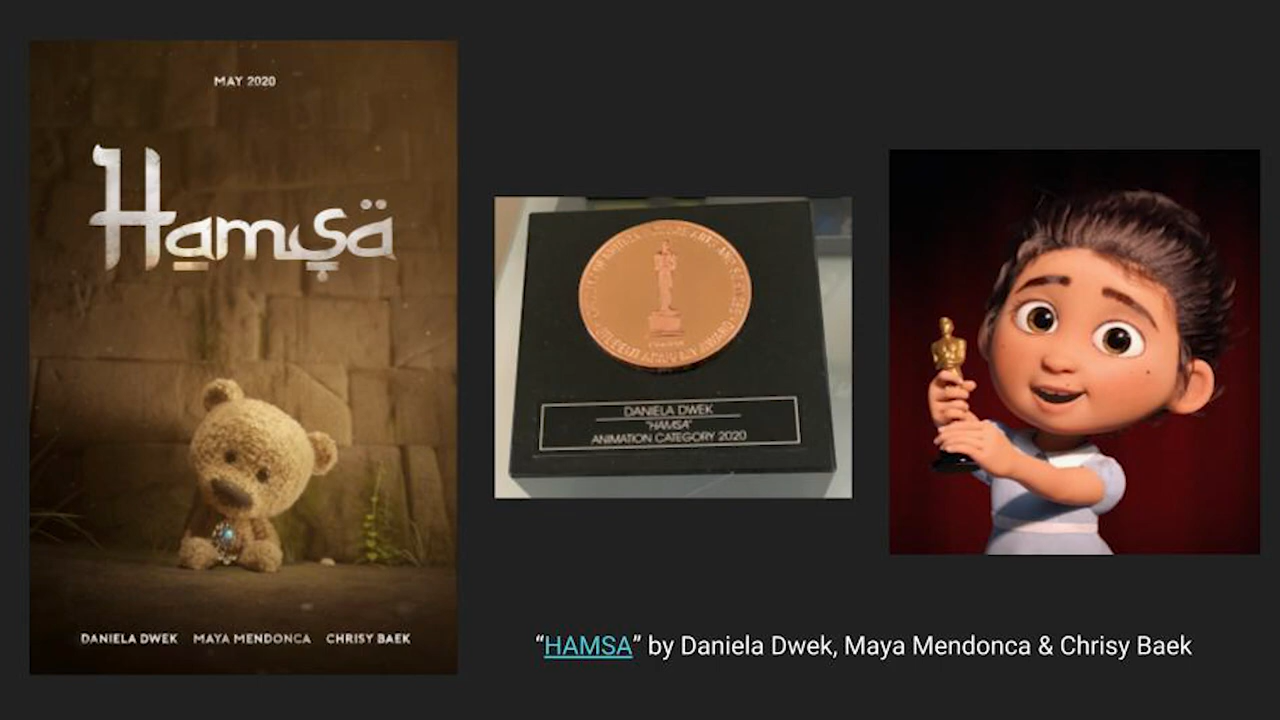 MAY 2020
Hamsa
DANIELA DWEK MAYA MENDONCA CHRISY BAEK
DANIELA DWEK
"HAMSA"
ANIMATION CATEGORY 2020
“HAMSA” by Daniela Dwek, Maya Mendonca & Chrisy Baek